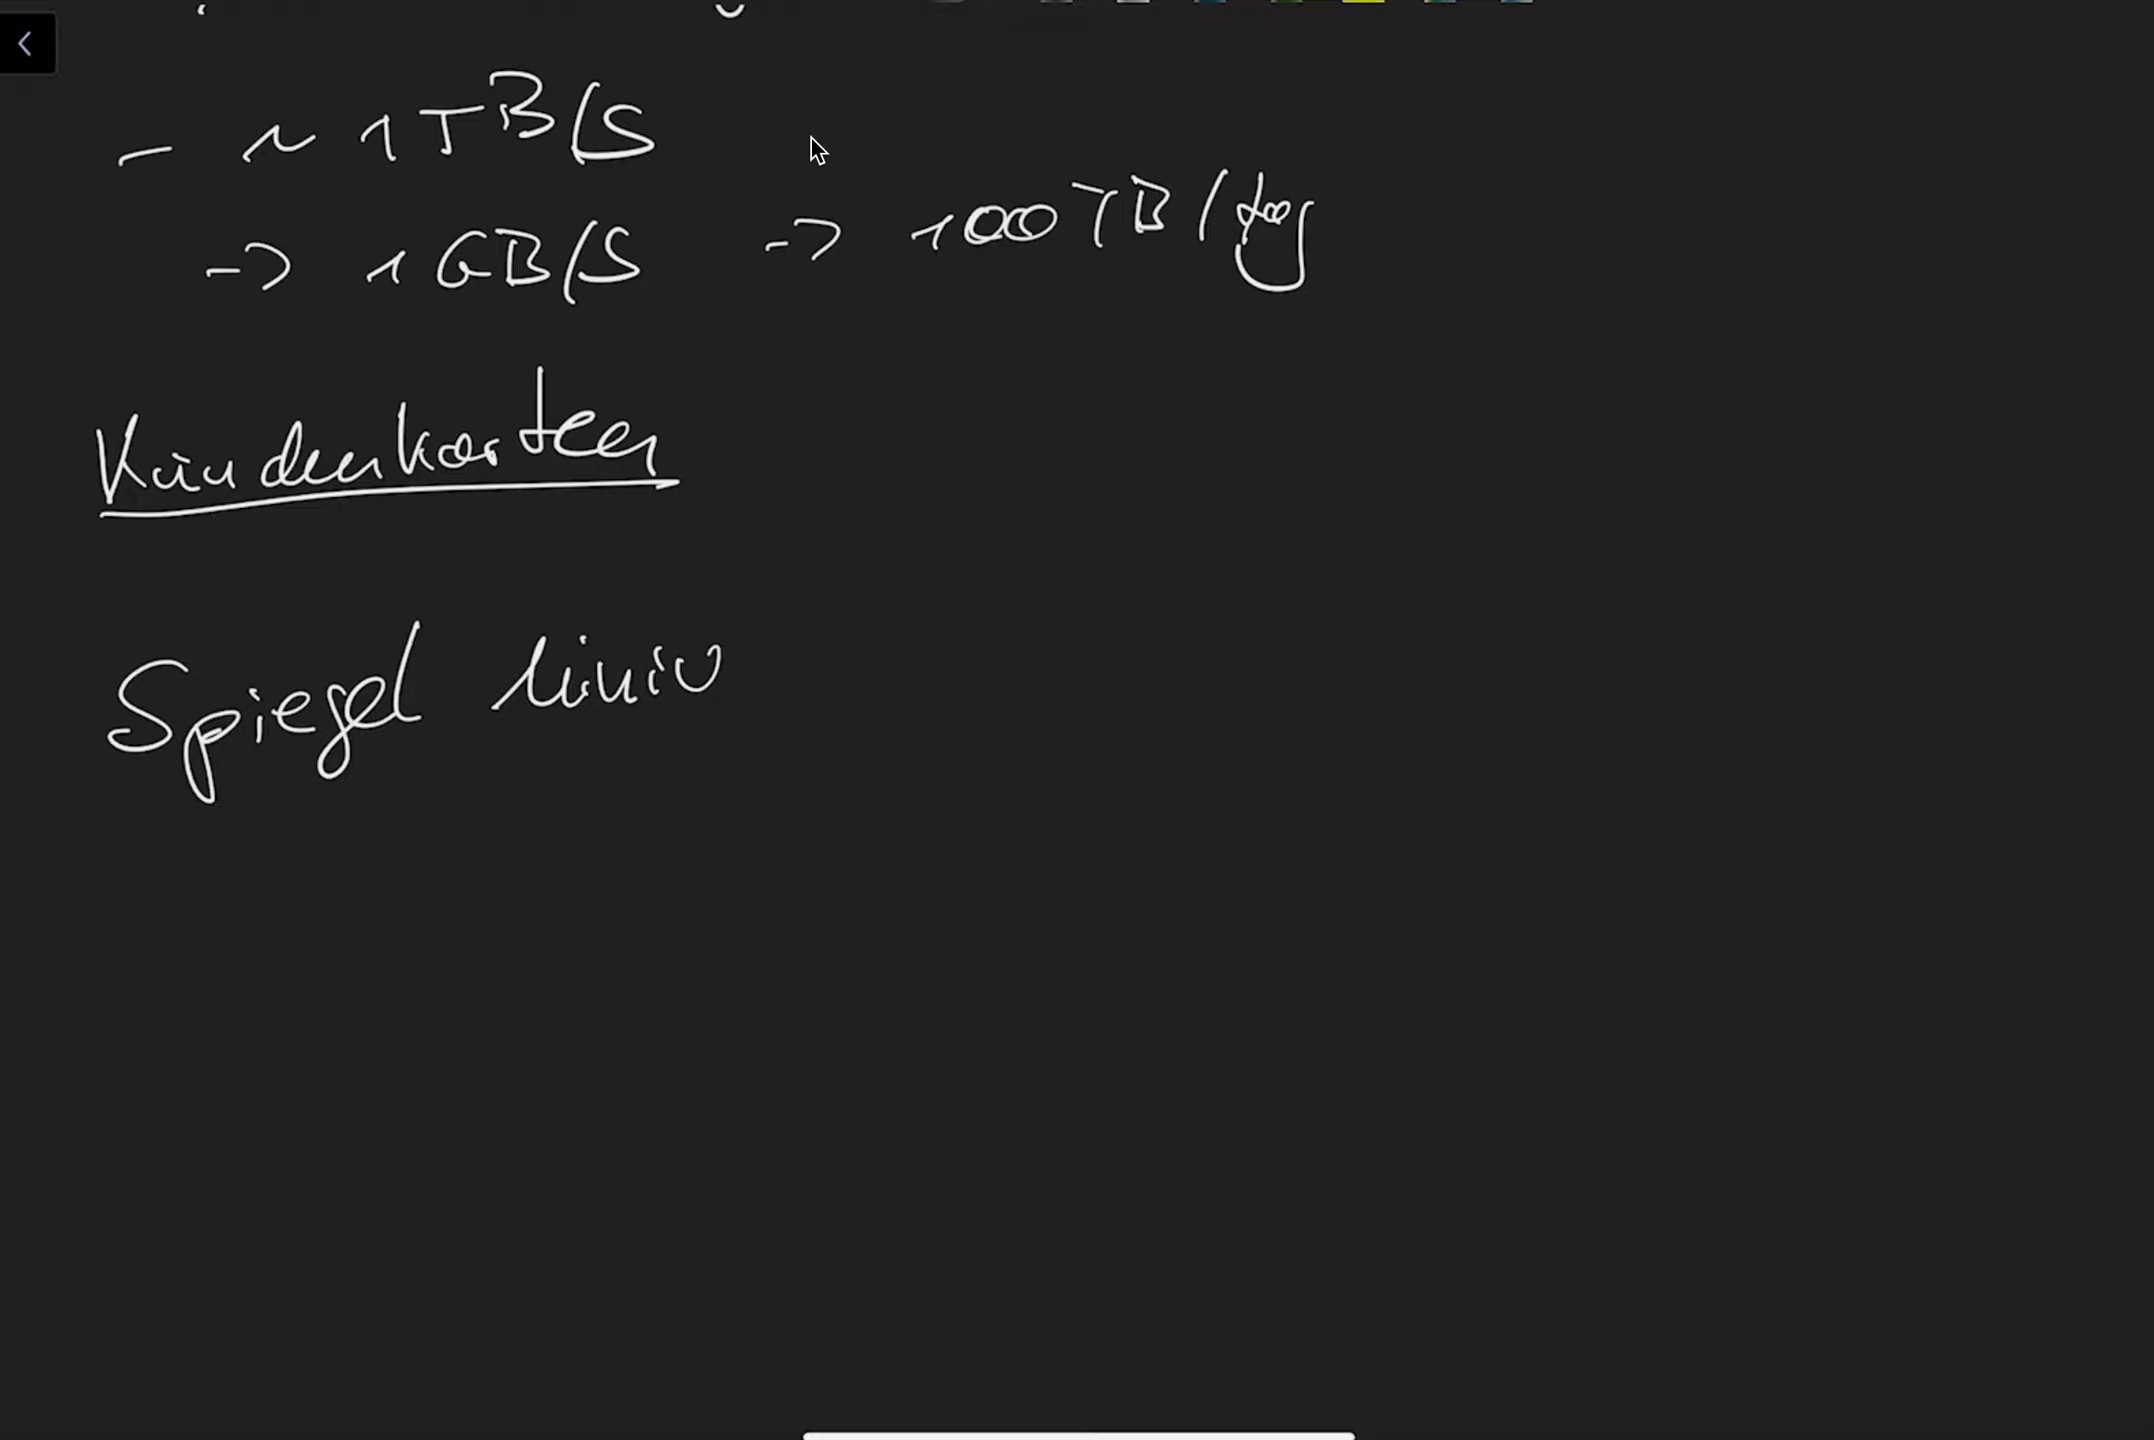 - ~ 1TB/s
-> 1GB/s -> 100TB/tag
Kundenkarten
Spiegel